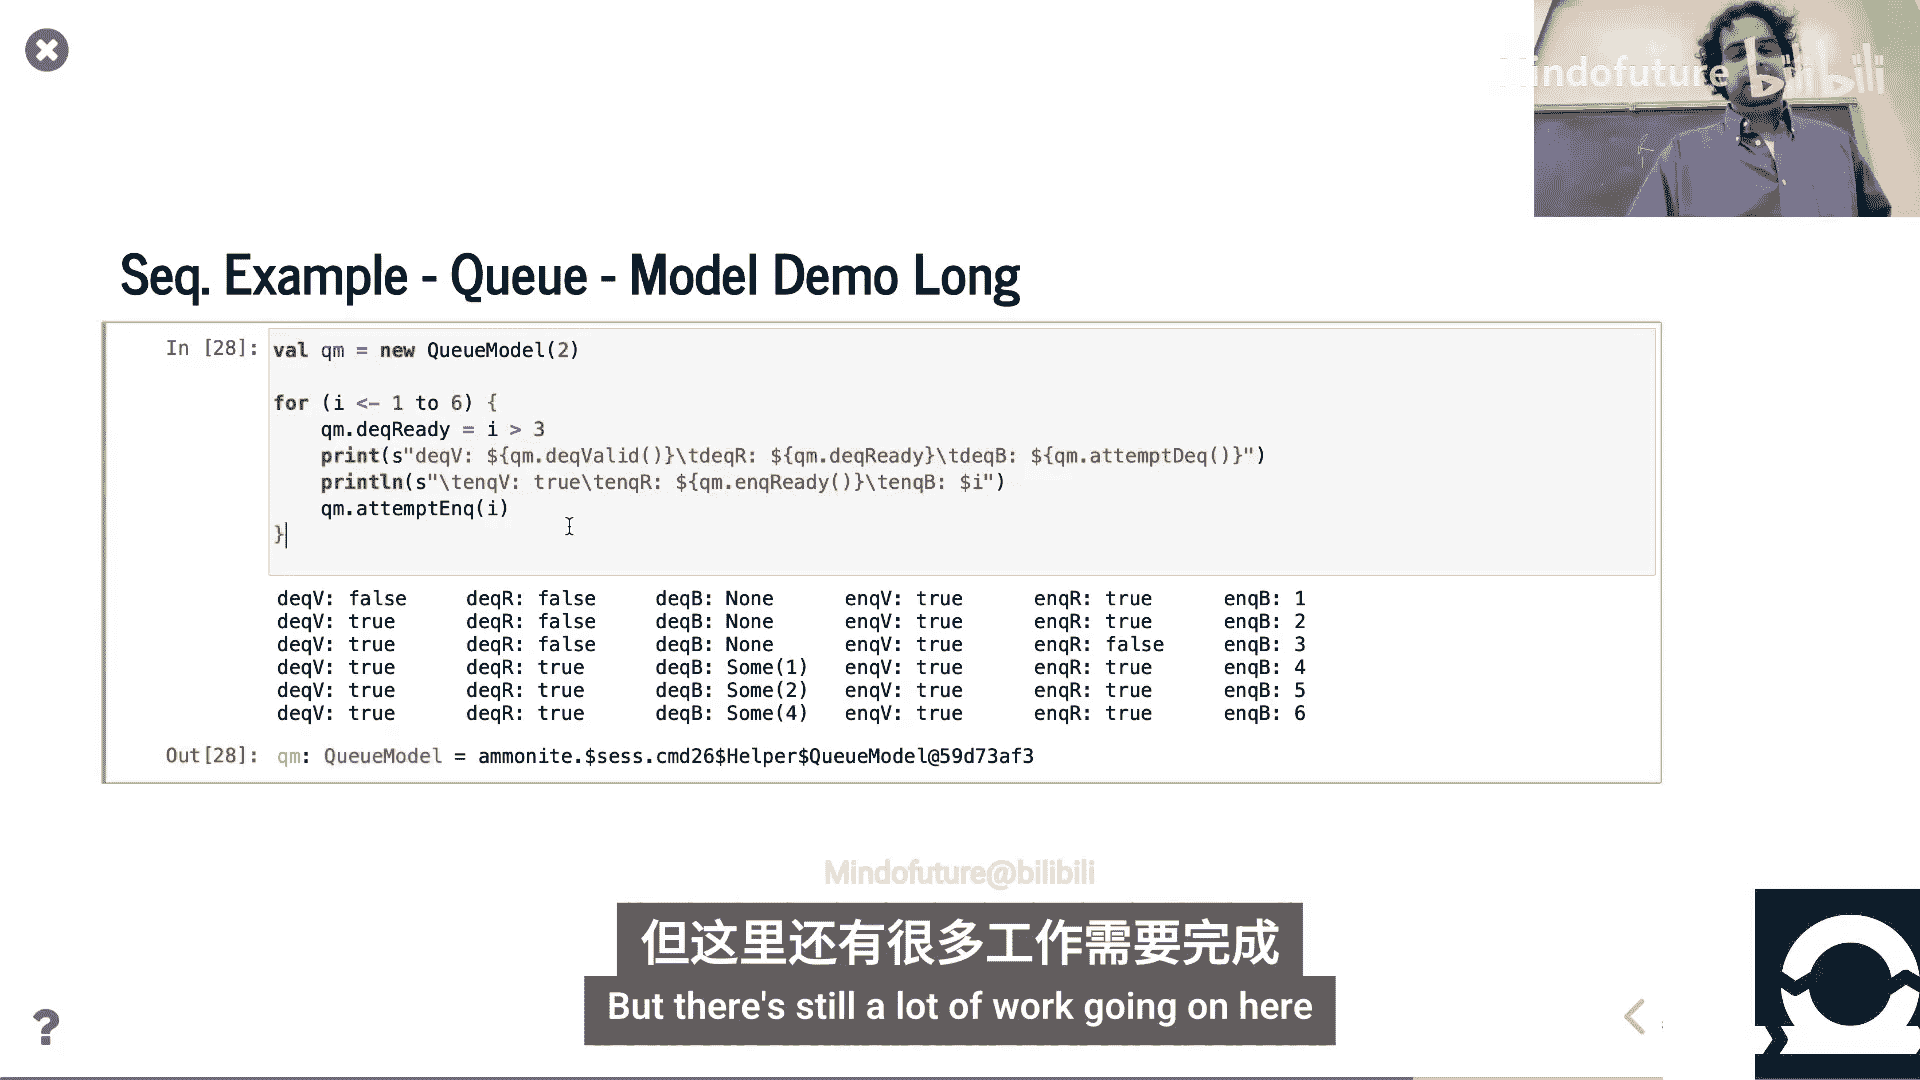 indofuture bilibili
Seq. Example - Queue - Model Demo Long
In [28]: val qm = new QueueModel(2)
for (i <- 1 to 6) {
qm.deqReady = i > 3
print(s"deqV: ${qm.deqValid()}\tdeqR: ${qm.deqReady}\tdeqB: ${qm.attemptDeq()}")
println(s"\tenqV: true\tenqR: ${qm.enqReady()}\tenqB: $i")
qm.attemptEnq(i)
}
deqV: false deqR: false deqB: None enqV: true enqR: true enqB: 1
deqV: true deqR: false deqB: None enqV: true enqR: true enqB: 2
deqV: true deqR: false deqB: None enqV: true enqR: false enqB: 3
deqV: true deqR: true deqB: Some(1) enqV: true enqR: true enqB: 4
deqV: true deqR: true deqB: Some(2) enqV: true enqR: true enqB: 5
deqV: true deqR: true deqB: Some(4) enqV: true enqR: true enqB: 6
Out[28]: qm: QueueModel = ammonite.$sess.cmd26$Helper$QueueModel@59d73af3
Mindofuture@bilibili
但这里还有很多工作需要完成
But there's still a lot of work going on here
?